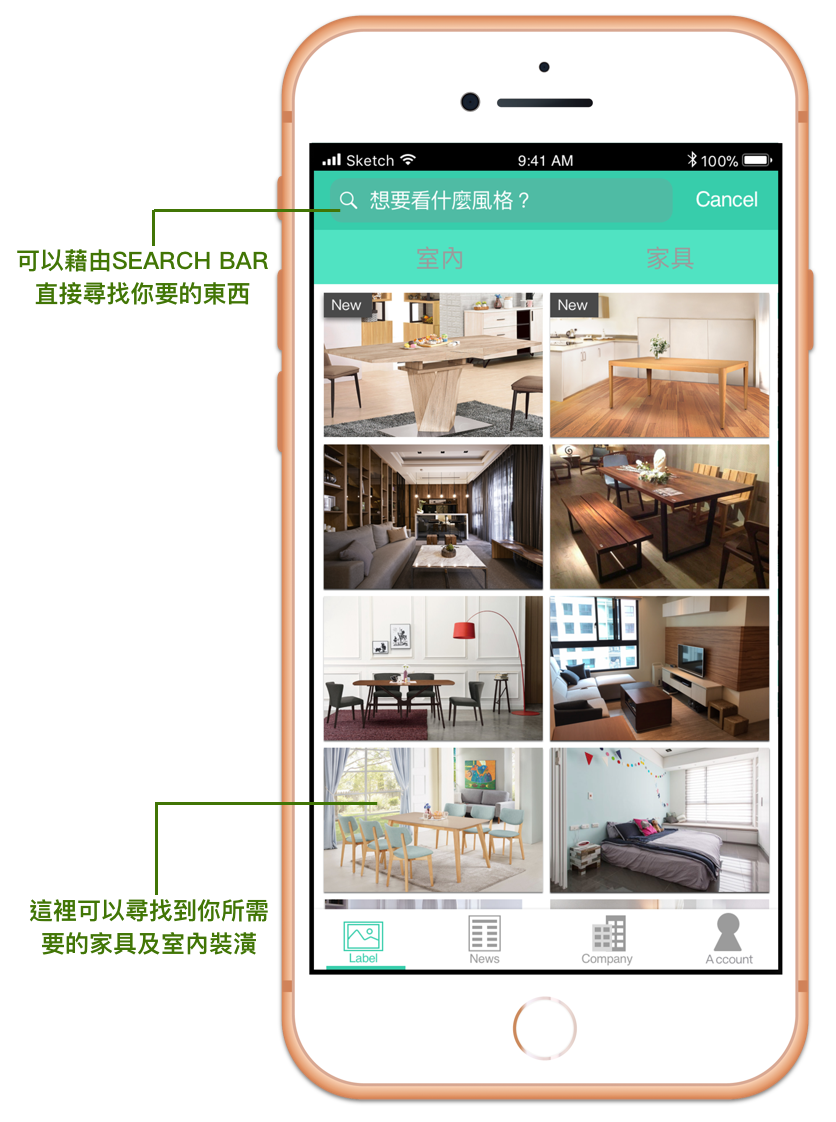 Sketch 9:41 AM 100%
想要看什麼風格？ Cancel
室內 家具
可以藉由SEARCH BAR
直接尋找你要的東西
New New
這裡可以尋找到你所需
要的家具及室內裝潢
Label News Company Account